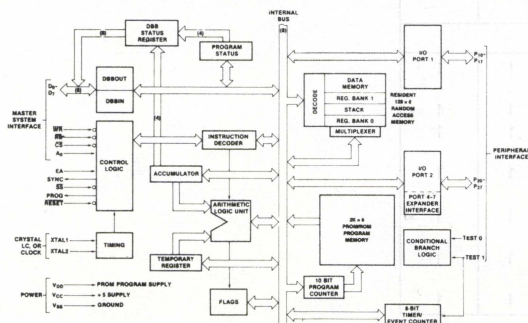 INTERNAL
BUS
(8)
DBB
STATUS
REGISTER
(8)
(4)
PROGRAM
STATUS
I/O
PORT 1
P10-
P17
D0-
D7
(8)
DBBOUT
DBBIN
MASTER
SYSTEM
INTERFACE
WR
RD
CS
A0
EA
SYNC
SS
PROG
RESET
CONTROL
LOGIC
(4)
INSTRUCTION
DECODER
DECODE
DATA
MEMORY
REG. BANK 1
STACK
REG. BANK 0
MULTIPLEXER
RESIDENT
RANDOM
ACCESS
MEMORY
PERIPHERAL
INTERFACE
ACCUMULATOR
ARITHMETIC
LOGIC UNIT
I/O
PORT 2
PORT 4-7
EXPANDER
INTERFACE
P20-
P27
PROM/ROM
PROGRAM
MEMORY
CRYSTAL
LC, OR
CLOCK
XTAL1
XTAL2
TIMING
TEMPORARY
REGISTER
CONDITIONAL
BRANCH
LOGIC
TEST 0
TEST 1
POWER
VDD
PROM PROGRAM SUPPLY
VCC
+ 5 SUPPLY
VSS
GROUND
FLAGS
10 BIT
PROGRAM
COUNTER
8-BIT
TIMER/
EVENT COUNTER